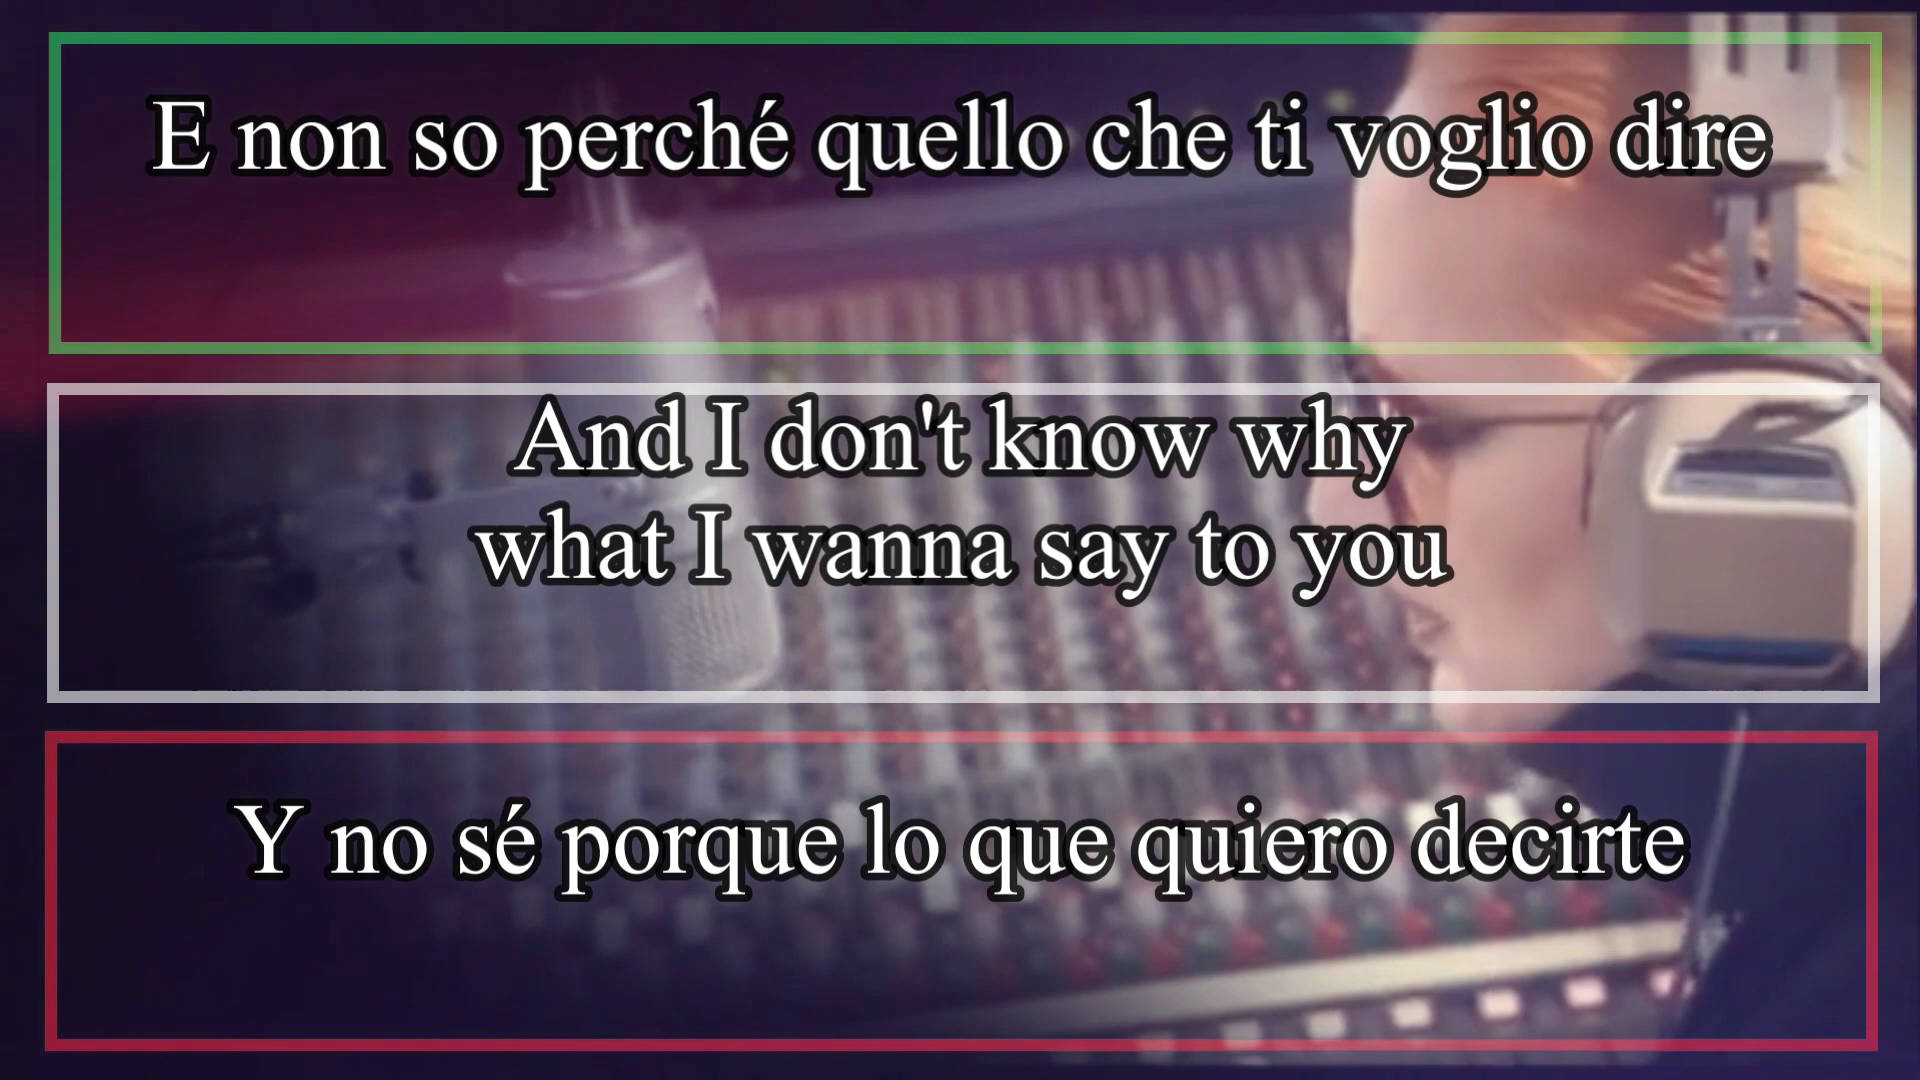 E non so perché quello che ti voglio dire
And I don't know why
what I wanna say to you
Y no sé porque lo que quiero decirte